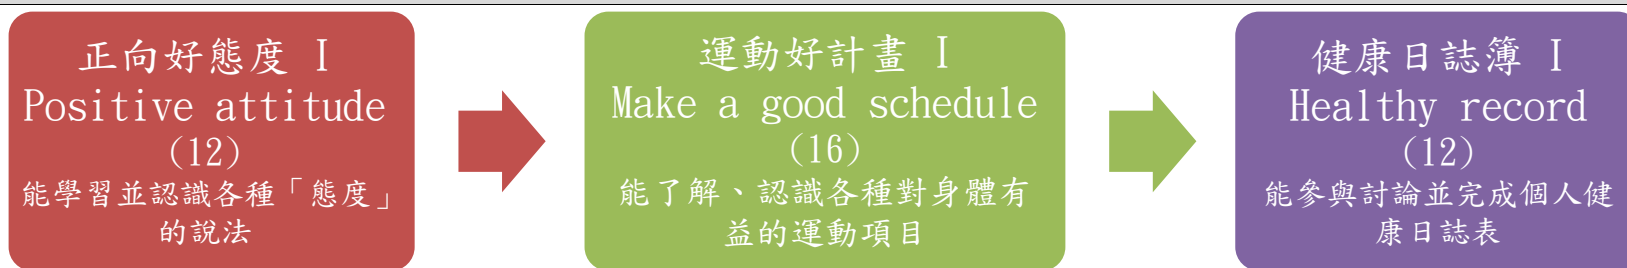 正向好態度 I
Positive attitude
(12)
能學習並認識各種「態度」
的說法
運動好計畫 I
Make a good schedule
(16)
能了解、認識各種對身體有
益的運動項目
健康日誌簿 I
Healthy record
(12)
能參與討論並完成個人健
康日誌表